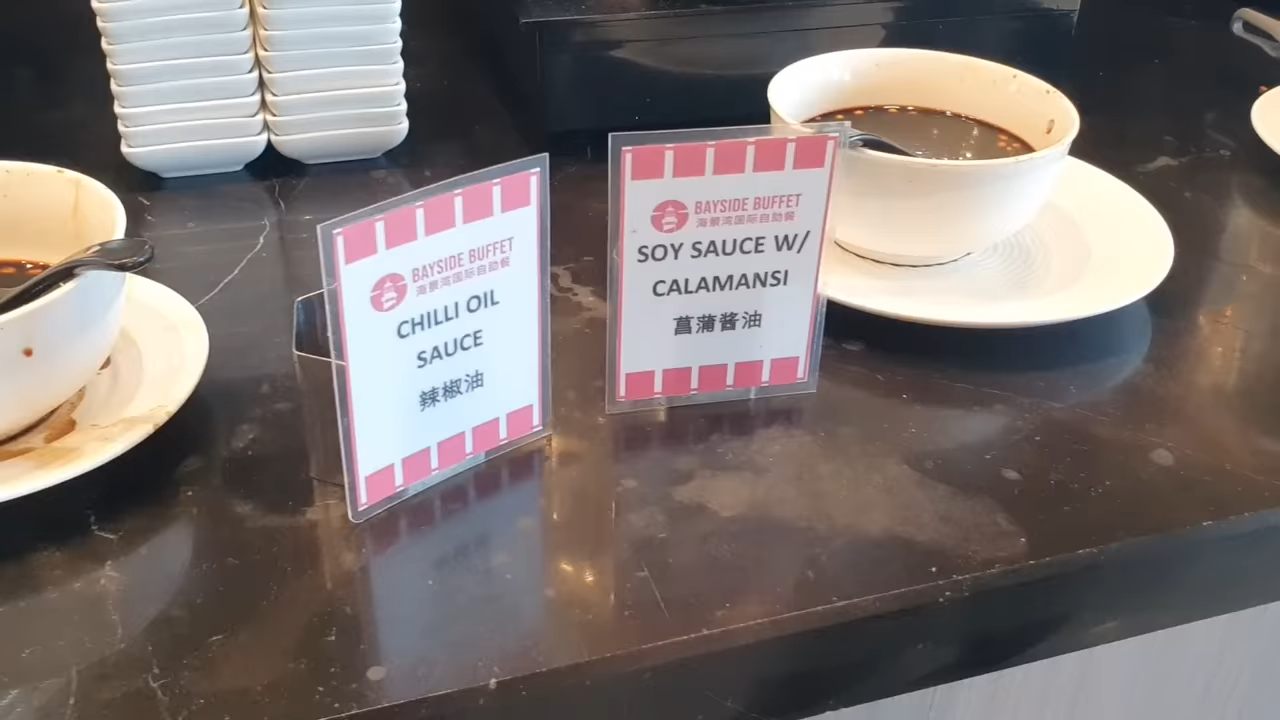 BAYSIDE BUFFET
海景湾国际自助餐
CHILLI OIL
SAUCE
辣椒油
BAYSIDE BUFFET
海景湾国际自助餐
SOY SAUCE W/
CALAMANSI
菖蒲酱油